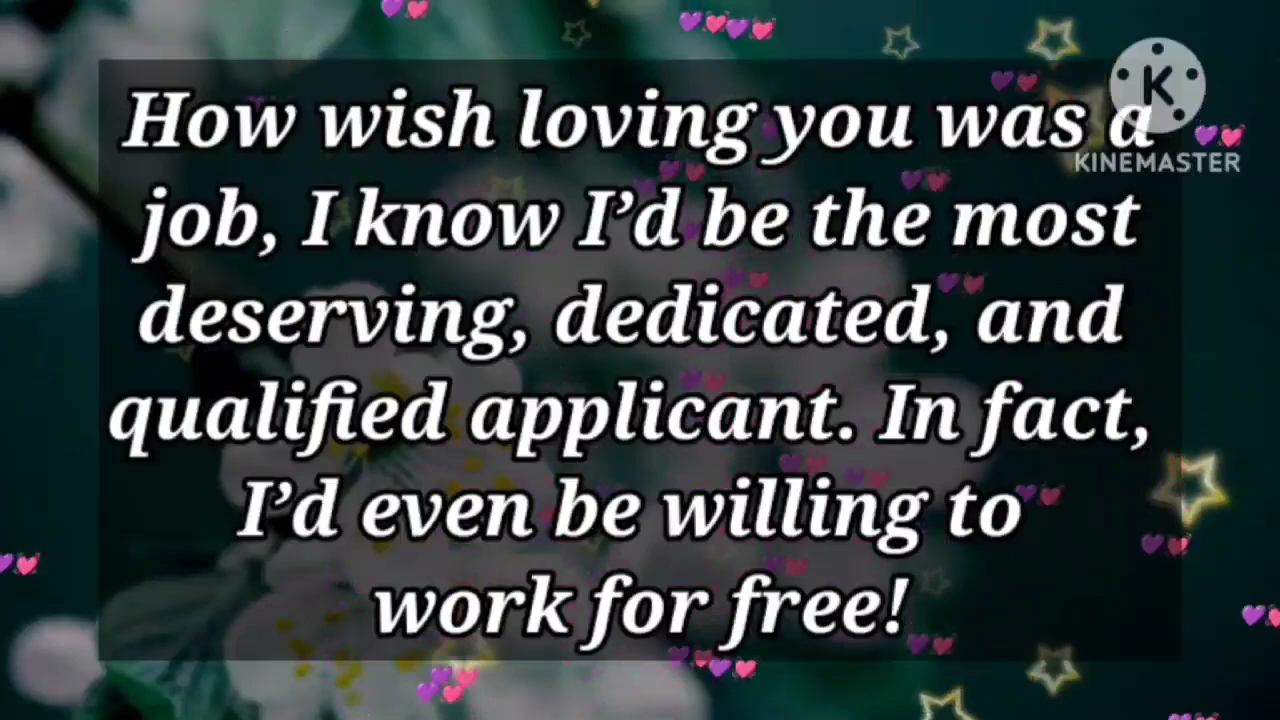 How wish loving you was a
job, I know I’d be the most
deserving, dedicated, and
qualified applicant. In fact,
I’d even be willing to
work for free!
K
KINEMASTER